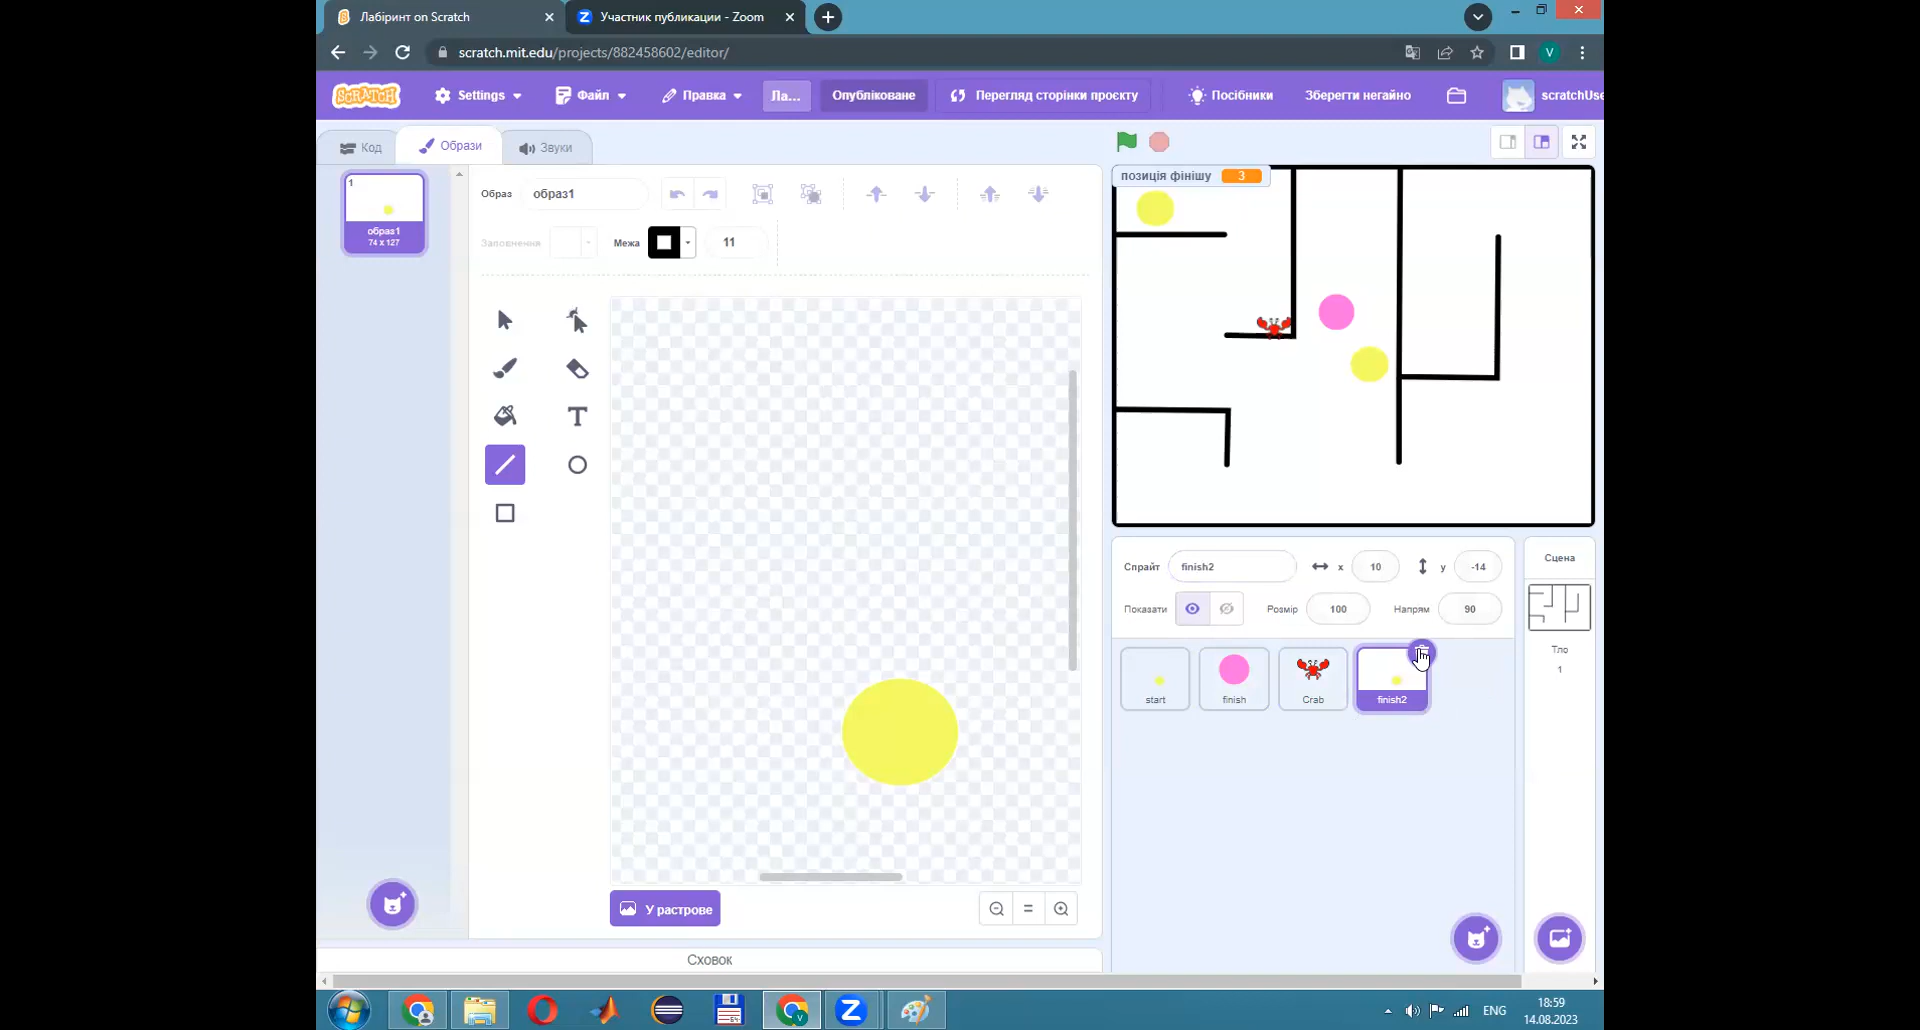 Лабіринт on Scratch
Участник публикации - Zoom
scratch.mit.edu/projects/882458602/editor/
V
SCRATCH
Settings
Файл
Правка
Ла...
Опубліковане
Перегляд сторінки проєкту
Посібники
Зберегти негайно
scratchUse
Код
Образи
Звуки
1
образ1
74 x 127
Образ
образ1
Заповнення
Межа
11
T
У растрове
Сховок
позиція фінішу 3
Спрайт
finish2
x
10
y
-14
Показати
Розмір
100
Напрям
90
start
finish
Crab
finish2
Сцена
Тло
1
ENG
18:59
14.08.2023